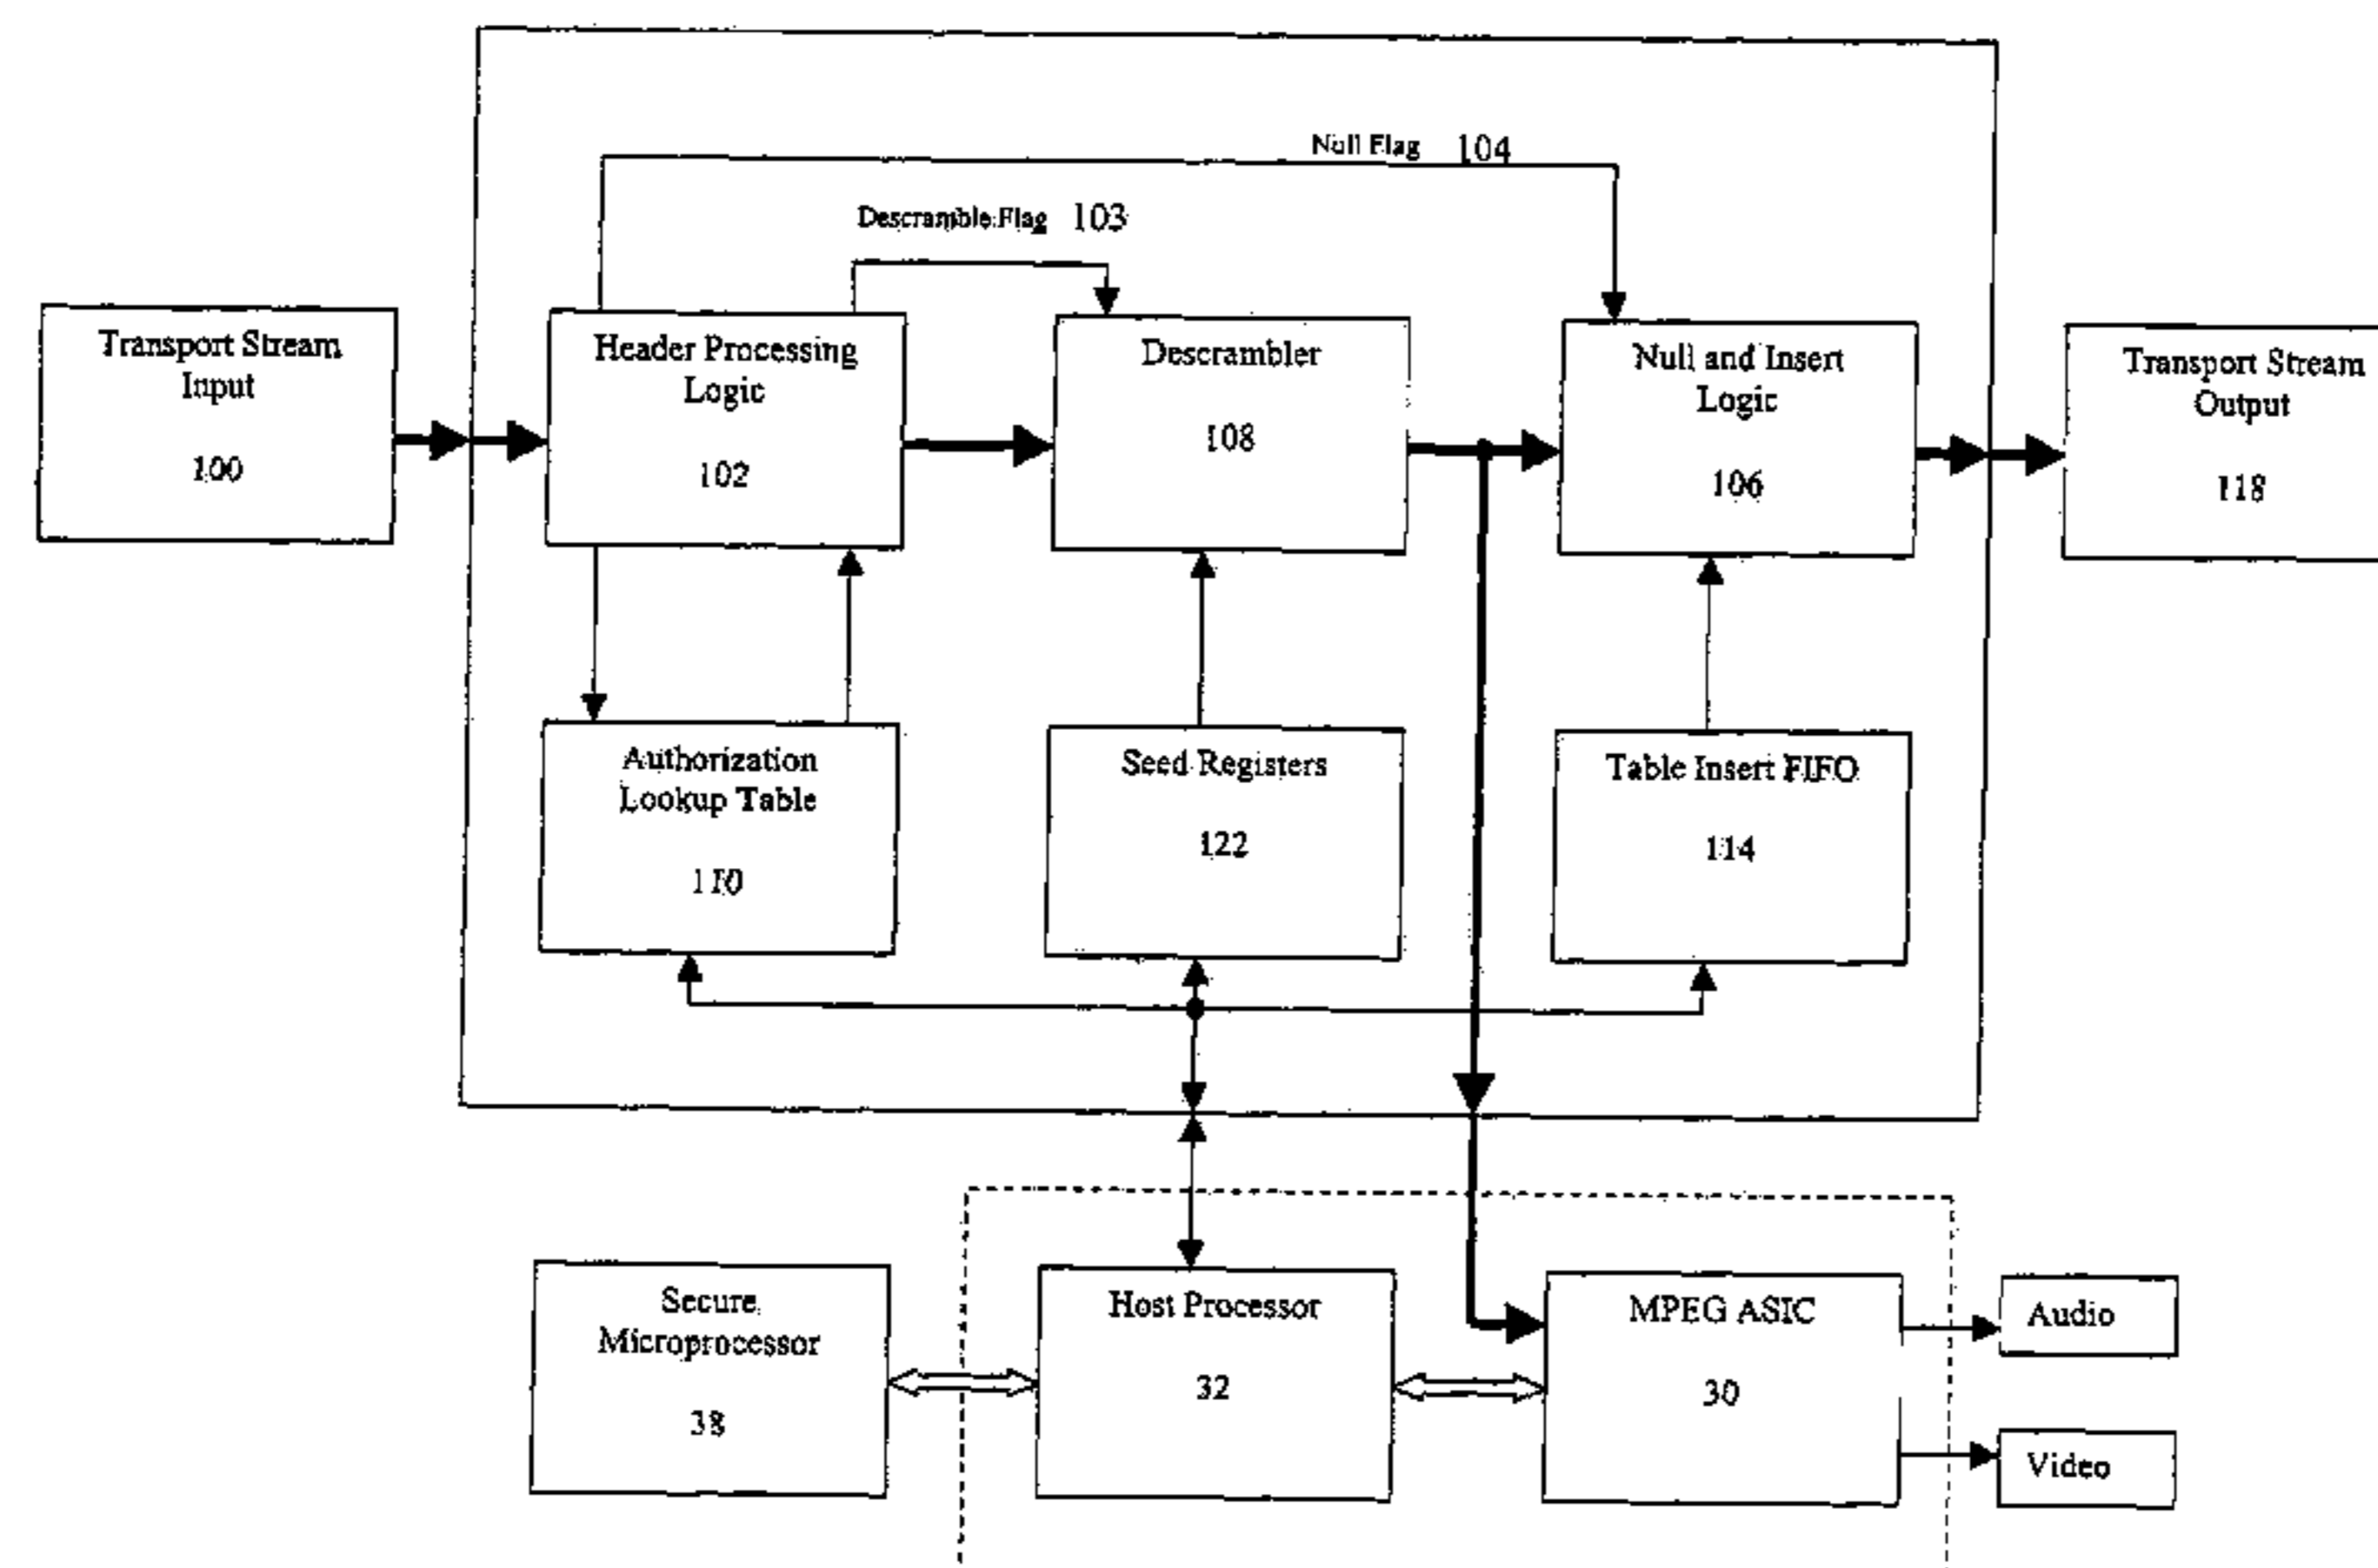 Null Flag 104
Descramble Flag 103
Transport Stream
Input
100
Header Processing
Logic
102
Descrambler
108
Null and Insert
Logic
106
Transport Stream
Output
118
Authorization
Lookup Table
110
Seed Registers
122
Table Insert FIFO
114
Secure
Microprocessor
38
Host Processor
32
MPEG ASIC
30
Audio
Video